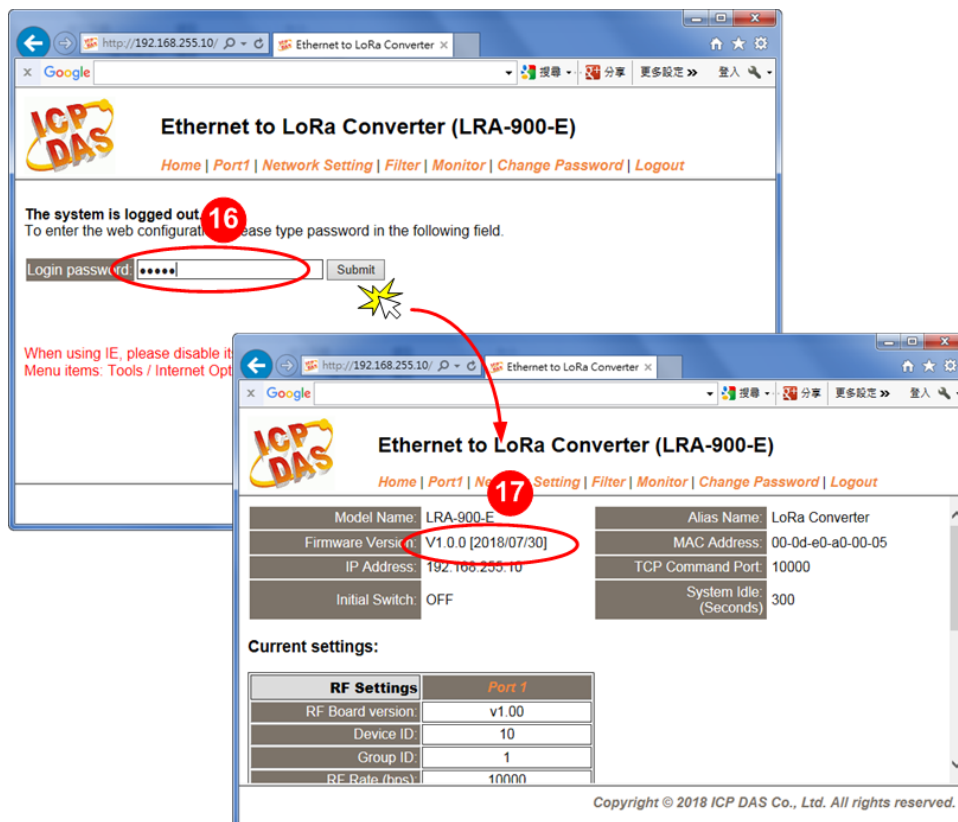 http://192.168.255.10/
Ethernet to LoRa Converter
x Google
搜尋
分享
更多設定 »
登入
ICP DAS
Ethernet to LoRa Converter (LRA-900-E)
Home | Port1 | Network Setting | Filter | Monitor | Change Password | Logout
The system is logged out.
16
To enter the web configurati ease type password in the following field.
Login password: •••••
Submit
When using IE, please disable it
Menu items: Tools / Internet Opt
http://192.168.255.10/
Ethernet to LoRa Converter
x Google
搜尋
分享
更多設定 »
登入
ICP DAS
Ethernet to LoRa Converter (LRA-900-E)
Home | Port1 | Ne Setting | Filter | Monitor | Change Password | Logout
17
Model Name: LRA-900-E
Alias Name: LoRa Converter
Firmware Version: V1.0.0 [2018/07/30]
MAC Address: 00-0d-e0-a0-00-05
IP Address: 192.168.255.10
TCP Command Port: 10000
Initial Switch: OFF
System Idle: (Seconds) 300
Current settings:
RF Settings Port 1
RF Board version: v1.00
Device ID: 10
Group ID: 1
RF Rate (bps): 10000
Copyright © 2018 ICP DAS Co., Ltd. All rights reserved.